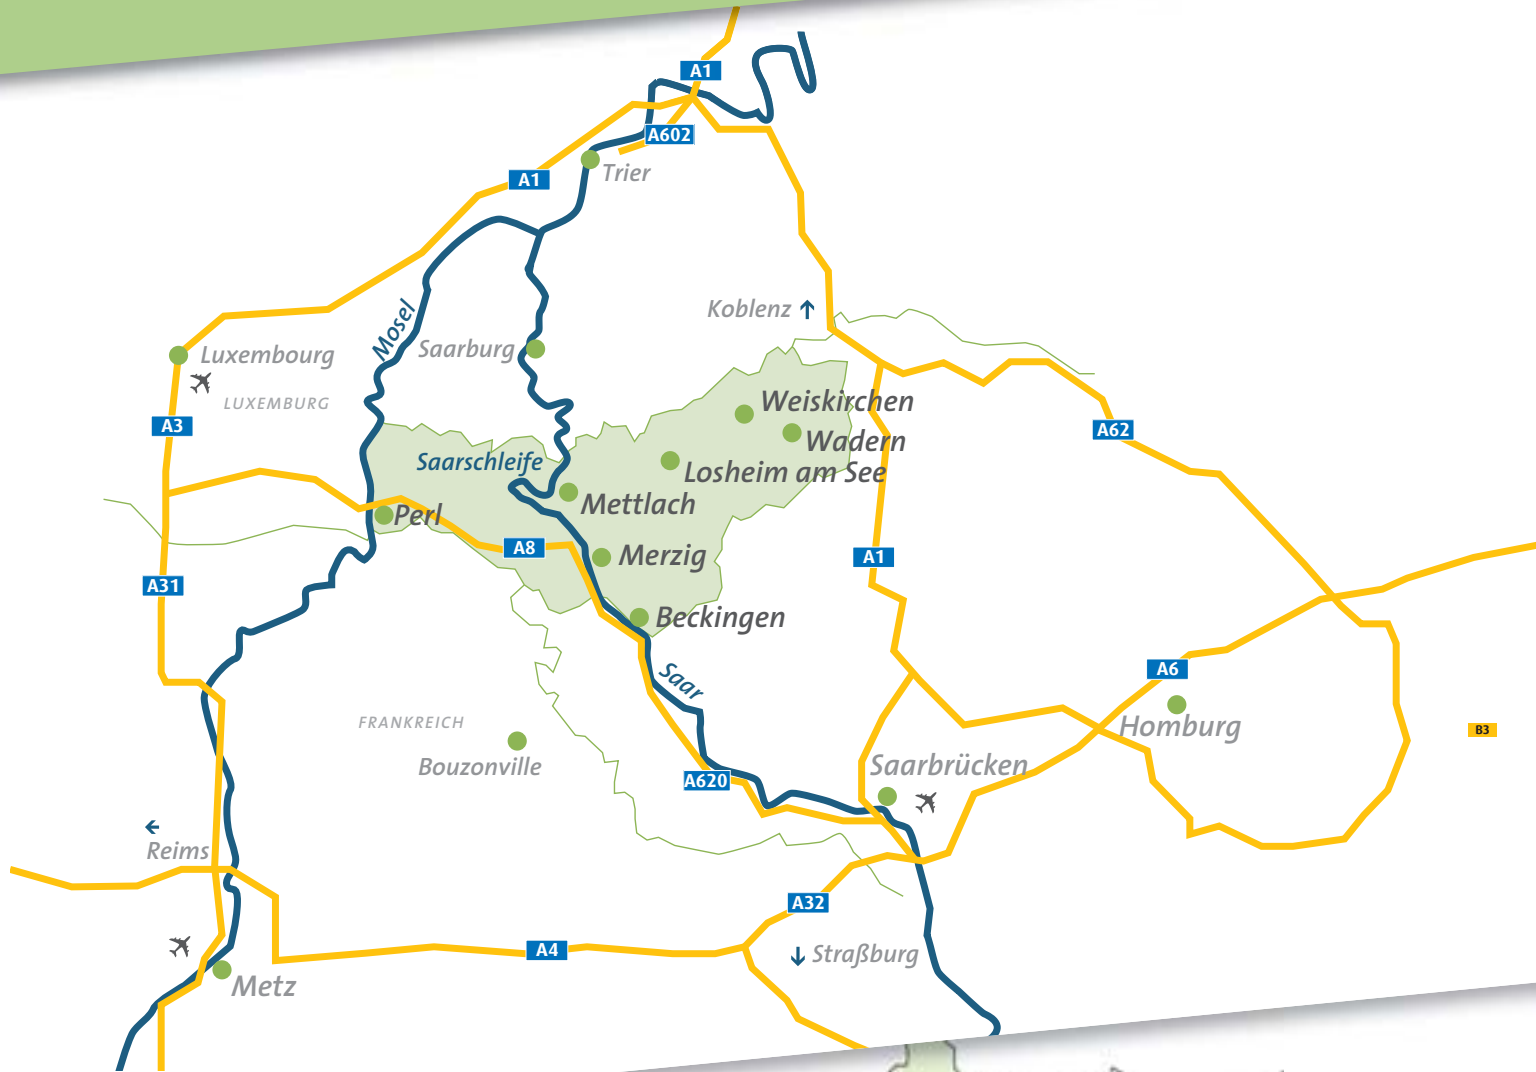 A1
A602
Trier
A1
Koblenz ↑
Mosel
Saarburg
Luxembourg
LUXEMBURG
Weiskirchen
A3
A62
Wadern
Saarschleife
Losheim am See
Mettlach
Perl
A8
Merzig
A1
A31
Beckingen
A6
Saar
Homburg
FRANKREICH
B3
Bouzonville
Saarbrücken
A620
←
Reims
A32
A4
↓ Straßburg
Metz